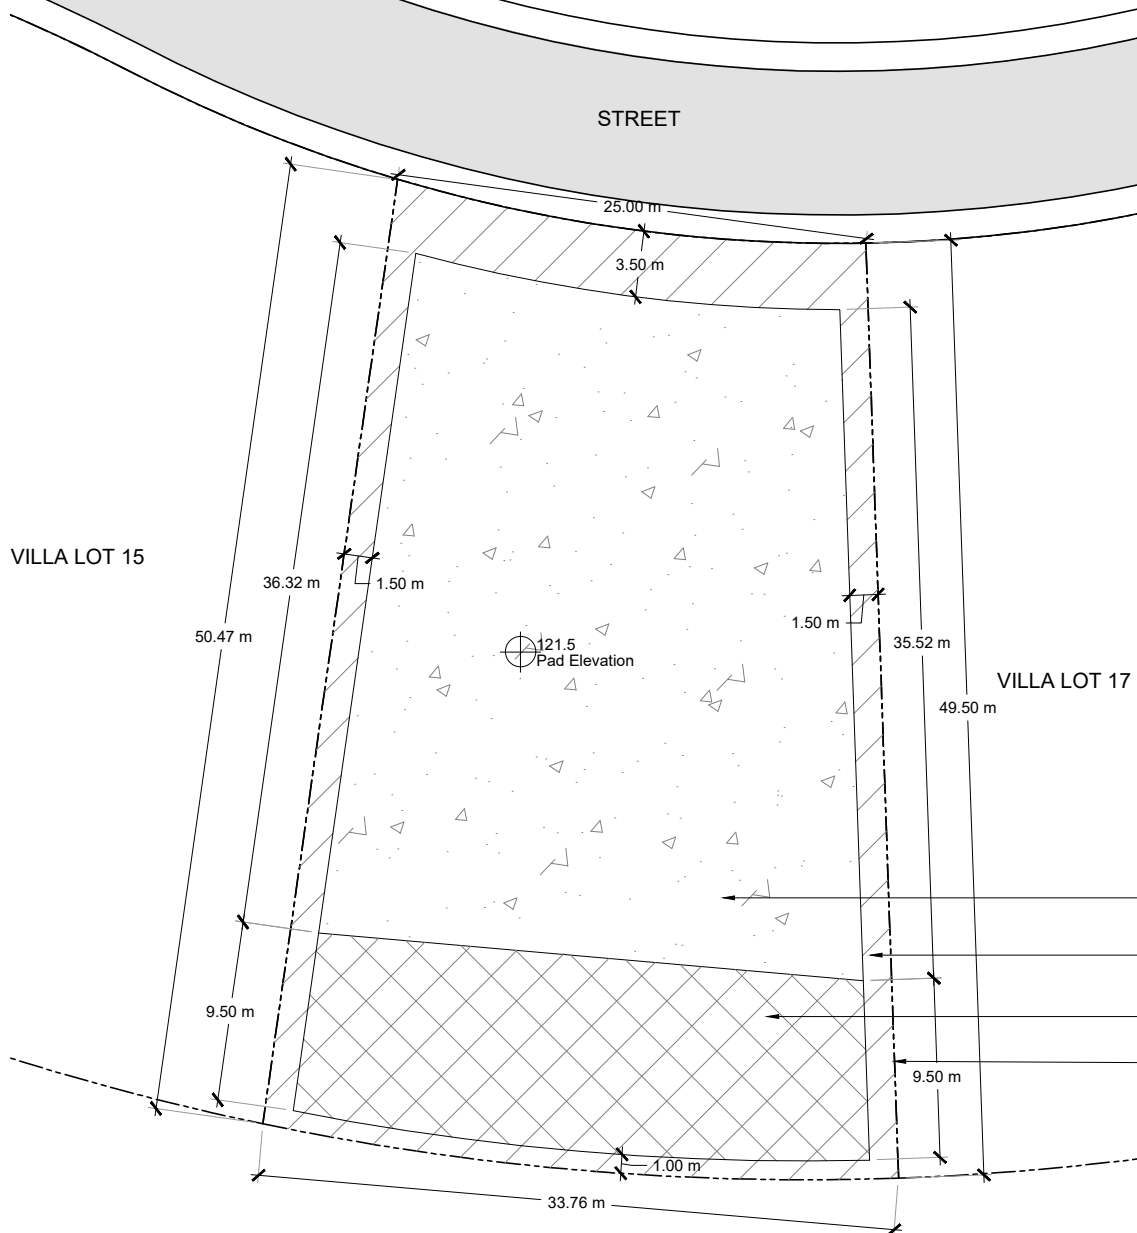 STREET
25.00 m
3.50 m
VILLA LOT 15
36.32 m
1.50 m
50.47 m
1.50 m
35.52 m
121.5
Pad Elevation
VILLA LOT 17
49.50 m
9.50 m
9.50 m
1.00 m
33.76 m